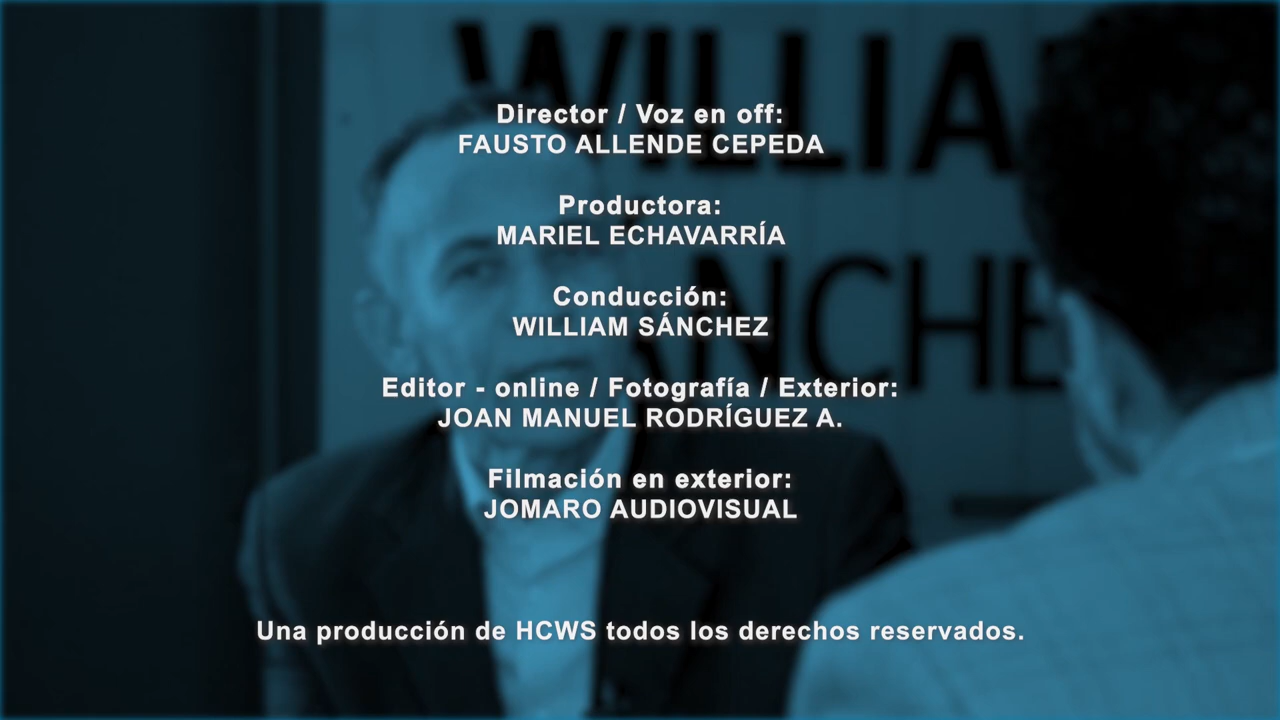 WILLIA
Director / Voz en off:
FAUSTO ALLENDE CEPEDA
Productora:
MARIEL ECHAVARRÍA
Conducción:
WILLIAM SÁNCHEZ
Editor - online / Fotografía / Exterior:
JOAN MANUEL RODRÍGUEZ A.
Filmación en exterior:
JOMARO AUDIOVISUAL
Una producción de HCWS todos los derechos reservados.